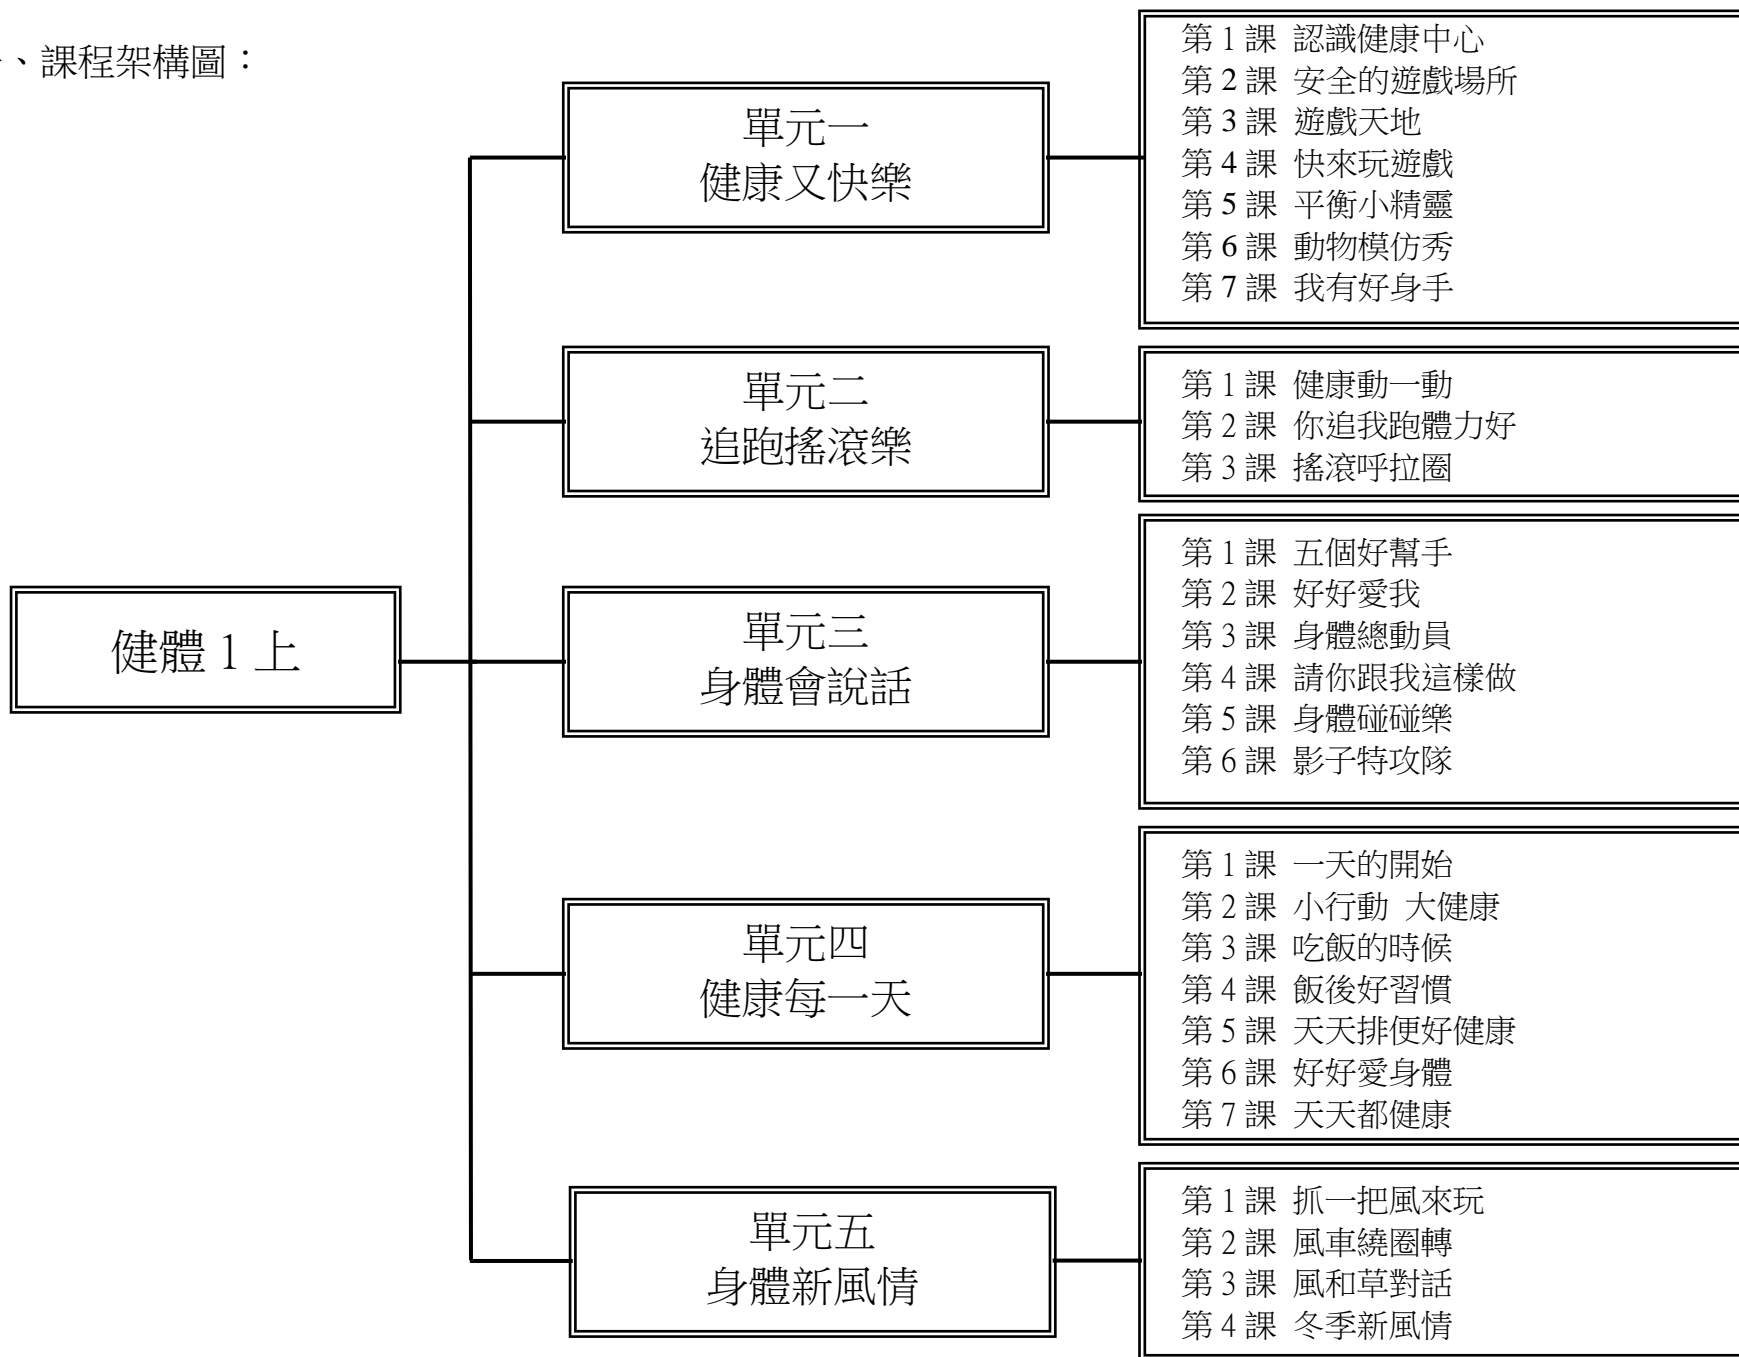 、課程架構圖：
健體 1 上
單元一
健康又快樂
第 1 課 認識健康中心
第 2 課 安全的遊戲場所
第 3 課 遊戲天地
第 4 課 快來玩遊戲
第 5 課 平衡小精靈
第 6 課 動物模仿秀
第 7 課 我有好身手
單元二
追跑搖滾樂
第 1 課 健康動一動
第 2 課 你追我跑體力好
第 3 課 搖滾呼拉圈
單元三
身體會說話
第 1 課 五個好幫手
第 2 課 好好愛我
第 3 課 身體總動員
第 4 課 請你跟我這樣做
第 5 課 身體碰碰樂
第 6 課 影子特攻隊
單元四
健康每一天
第 1 課 一天的開始
第 2 課 小行動 大健康
第 3 課 吃飯的時候
第 4 課 飯後好習慣
第 5 課 天天排便好健康
第 6 課 好好愛身體
第 7 課 天天都健康
單元五
身體新風情
第 1 課 抓一把風來玩
第 2 課 風車繞圈轉
第 3 課 風和草對話
第 4 課 冬季新風情